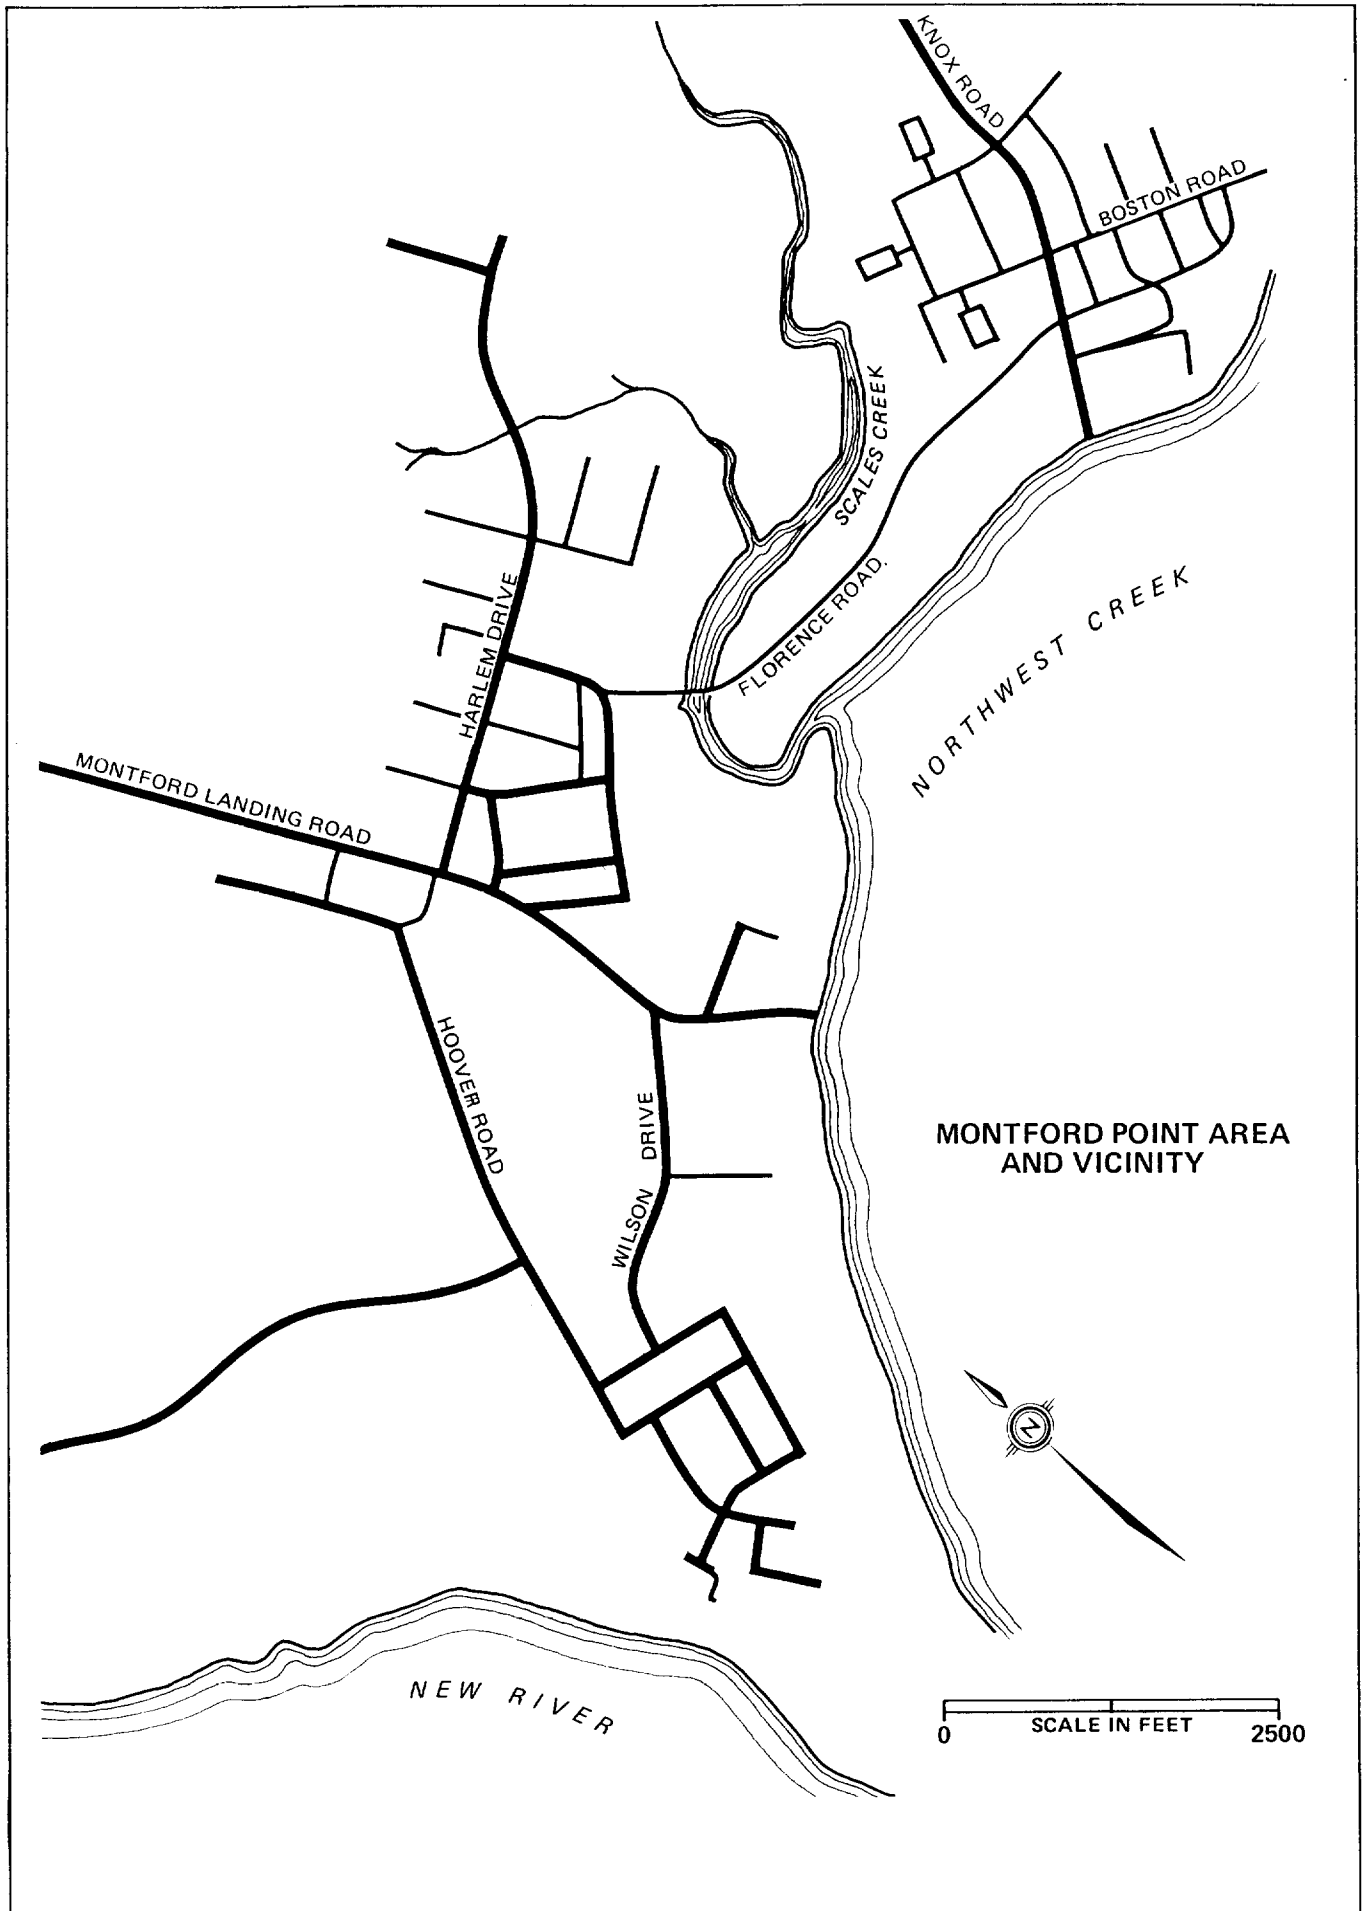 KNOX ROAD
BOSTON ROAD
SCALES CREEK
FLORENCE ROAD.
NORTHWEST CREEK
HARLEM DRIVE
MONTFORD LANDING ROAD
HOOVER ROAD
WILSON DRIVE
MONTFORD POINT AREA
AND VICINITY
N
NEW RIVER
SCALE IN FEET
0 2500